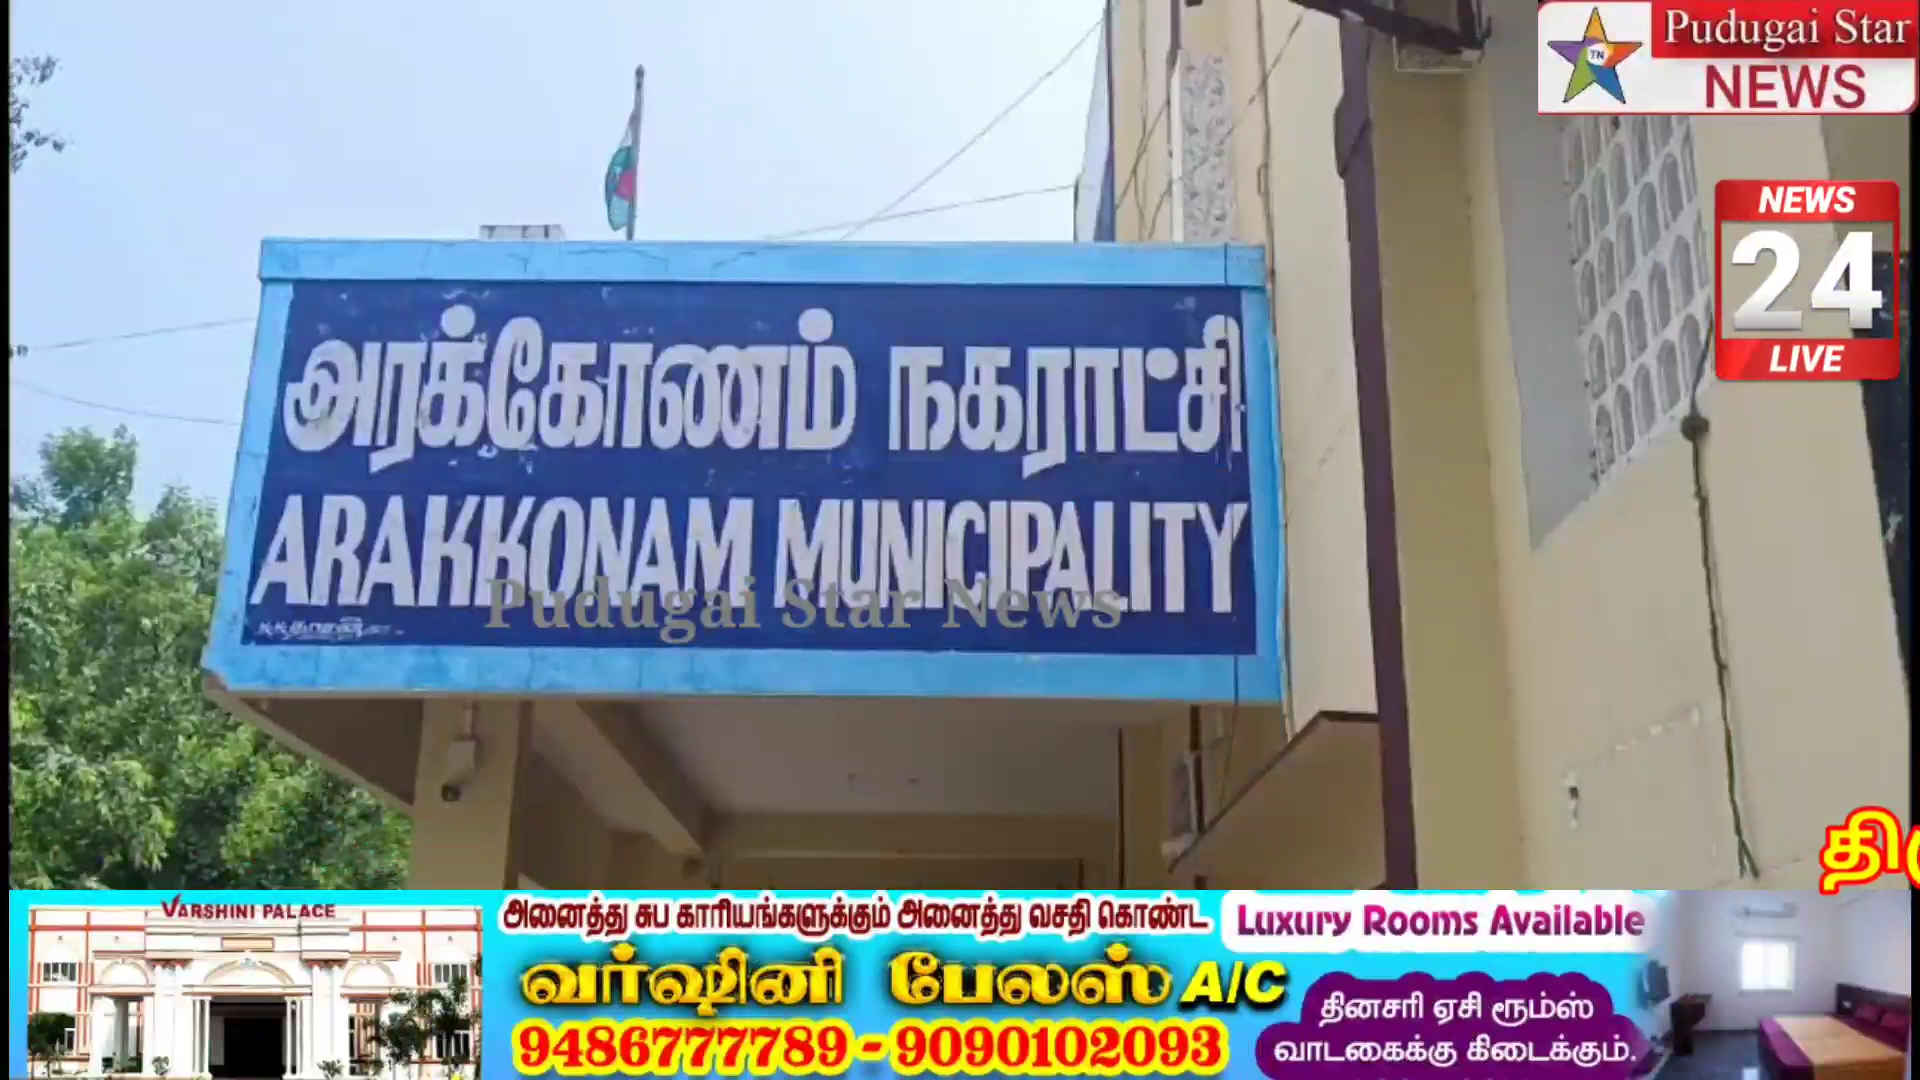 Pudugai Star
TN
NEWS
NEWS
24
LIVE
அரக்கோணம் நகராட்சி
ARAKKONAM MUNICIPALITY
Pudugai Star News
VARSHINI PALACE
அனைத்து சுப காரியங்களுக்கும் அனைத்து வசதி கொண்ட
வர்ஷினி பேலஸ் A/C
9486777789 - 9090102093
Luxury Rooms Available
தினசரி ஏசி ரூம்ஸ்
வாடகைக்கு கிடைக்கும்.